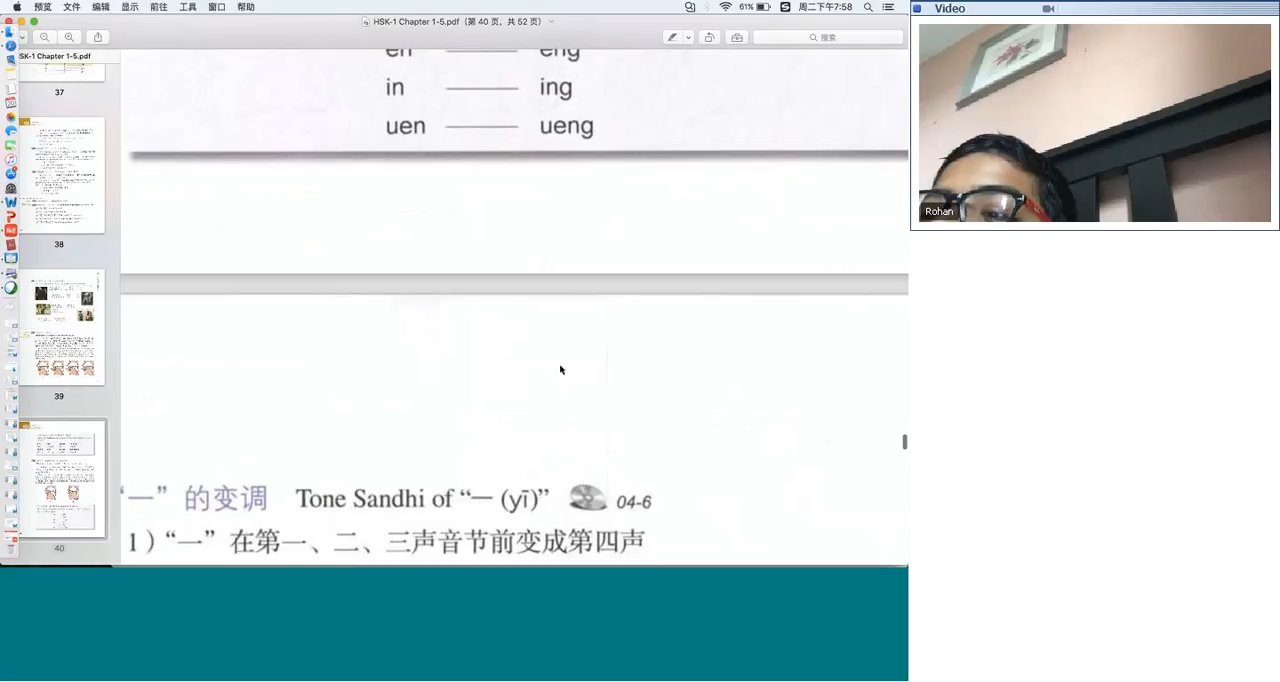 预览 文件 编辑 显示 前往 工具 窗口 帮助 61% 周二下午7:58
HSK-1 Chapter 1-5.pdf（第 40 页，共 52 页）
搜索
SK-1 Chapter 1-5.pdf
37
38
39
40
en eng
in ing
uen ueng
“一” 的变调 Tone Sandhi of “一 (yī)” 04-6
1）“一” 在第一、二、三声音节前变成第四声
Video
Rohan